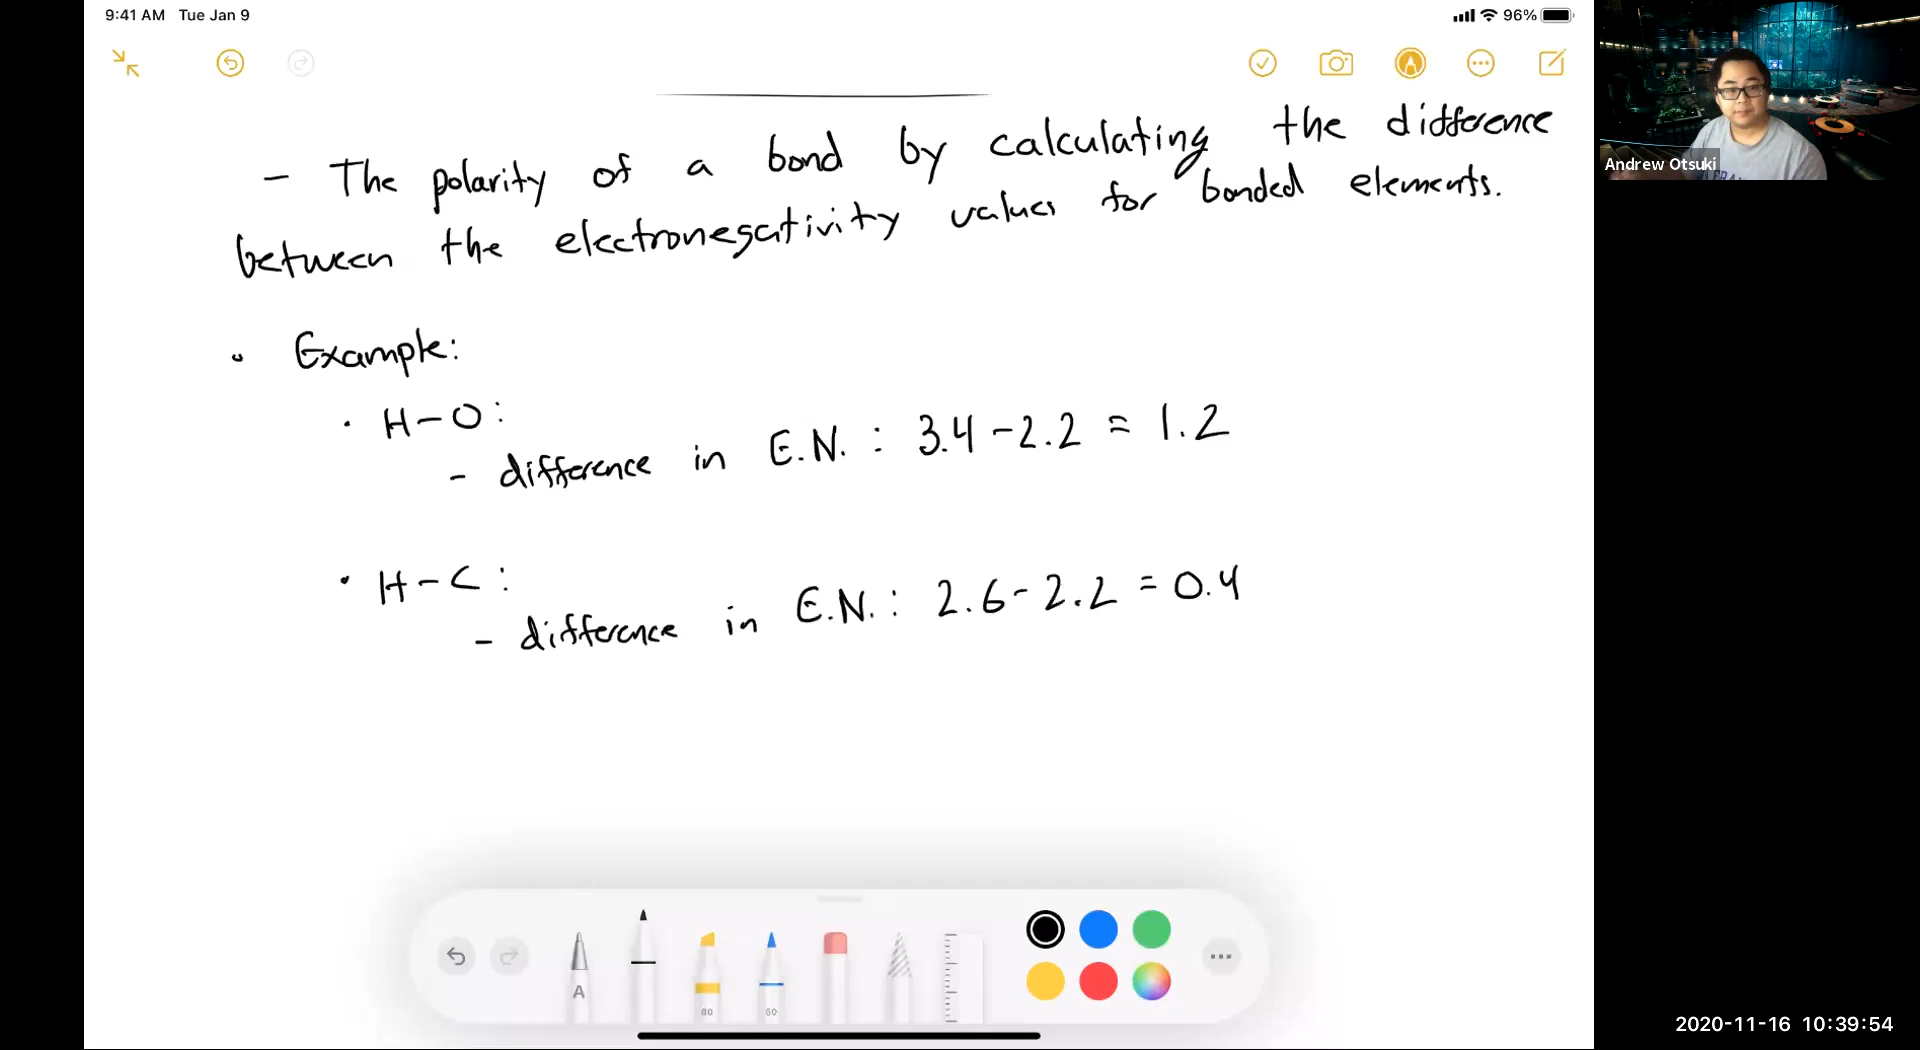 9:41 AM Tue Jan 9
96%
- The polarity of a bond by calculating the difference
between the electronegativity values for bonded elements.
Andrew Otsuki
• Example:
• H-O:
- difference in E.N.: 3.4-2.2 = 1.2
• H-C:
- difference in E.N.: 2.6-2.2 = 0.4
A
80
50
2020-11-16 10:39:54